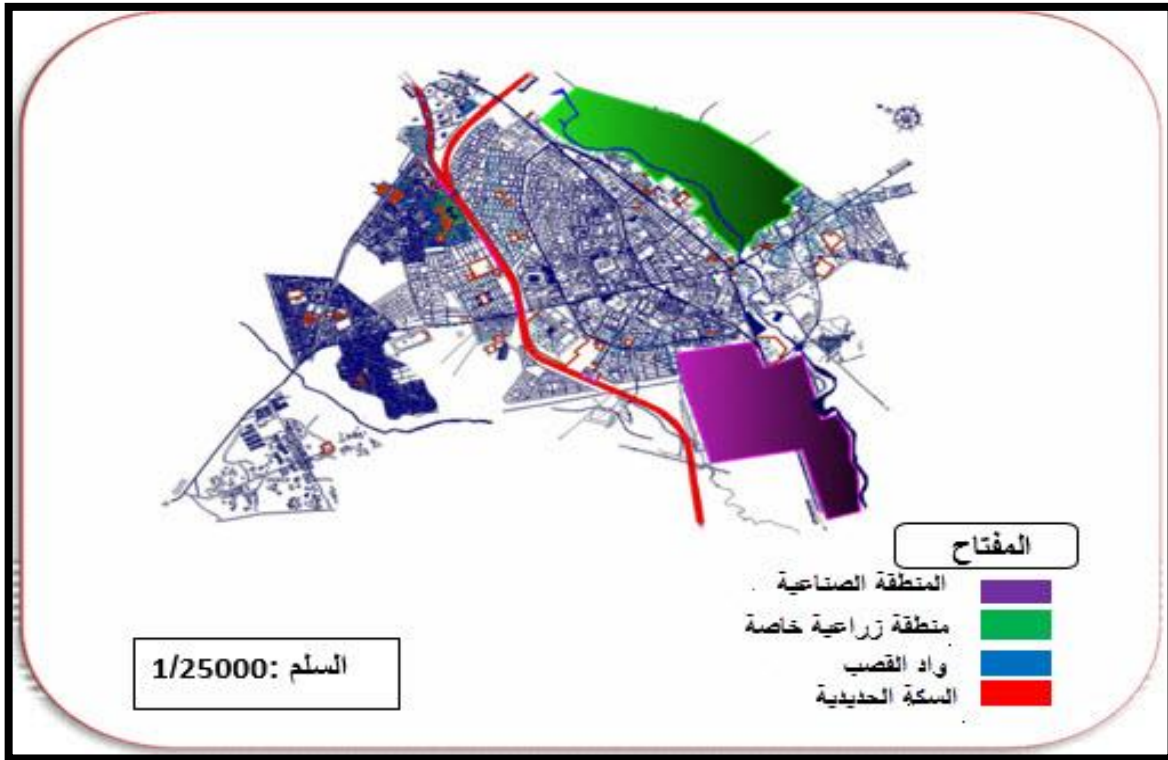 المفتاح
المنطقة الصناعية
منطقة زراعية خاصة
واد القصب
السكة الحديدية
السلم :1/25000